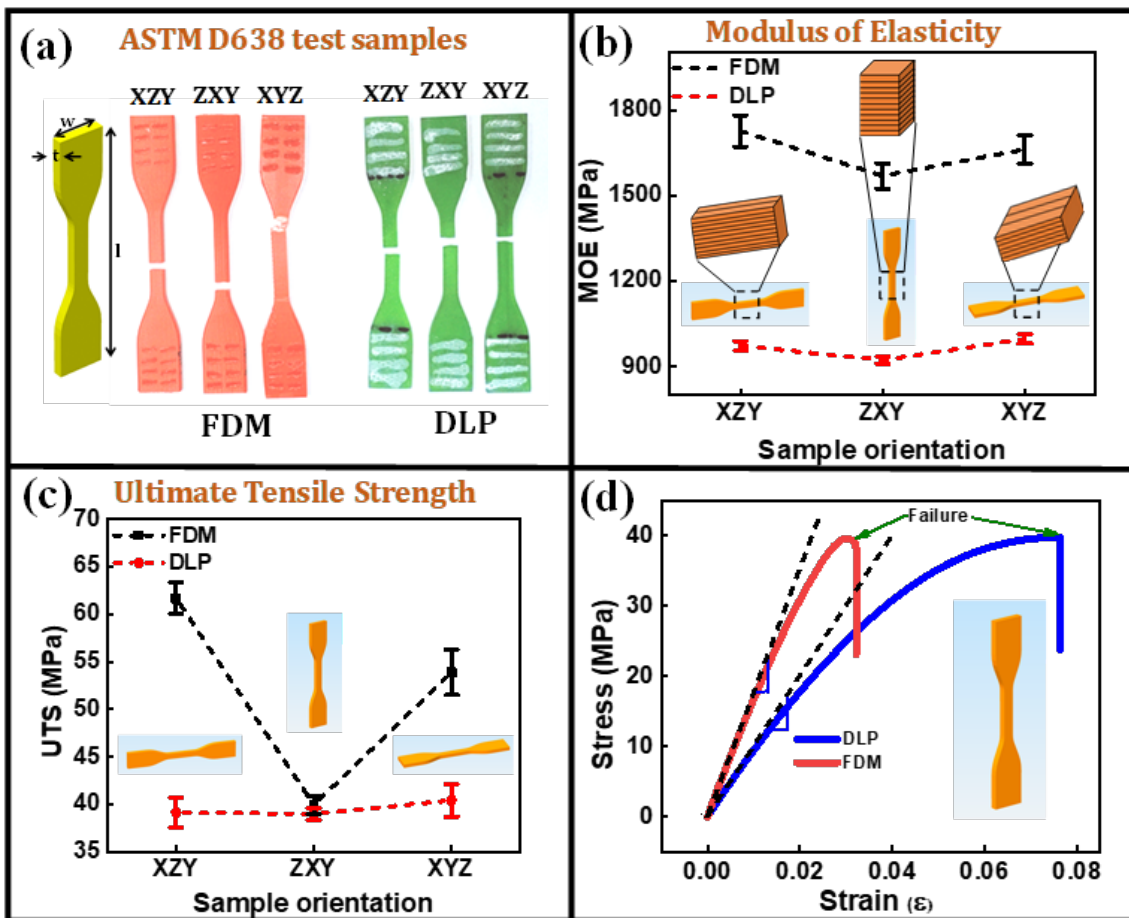 (a)
ASTM D638 test samples
XZY ZXY XYZ
XZY ZXY XYZ
w
t
l
FDM
DLP
(b)
Modulus of Elasticity
FDM
DLP
1800
1500
1200
900
MOE (MPa)
XZY ZXY XYZ
Sample orientation
(c)
Ultimate Tensile Strength
FDM
DLP
70
65
60
55
50
45
40
35
UTS (MPa)
XZY ZXY XYZ
Sample orientation
(d)
Failure
50
40
30
20
10
0
Stress (MPa)
DLP
FDM
0.00 0.02 0.04 0.06 0.08
Strain (ε)